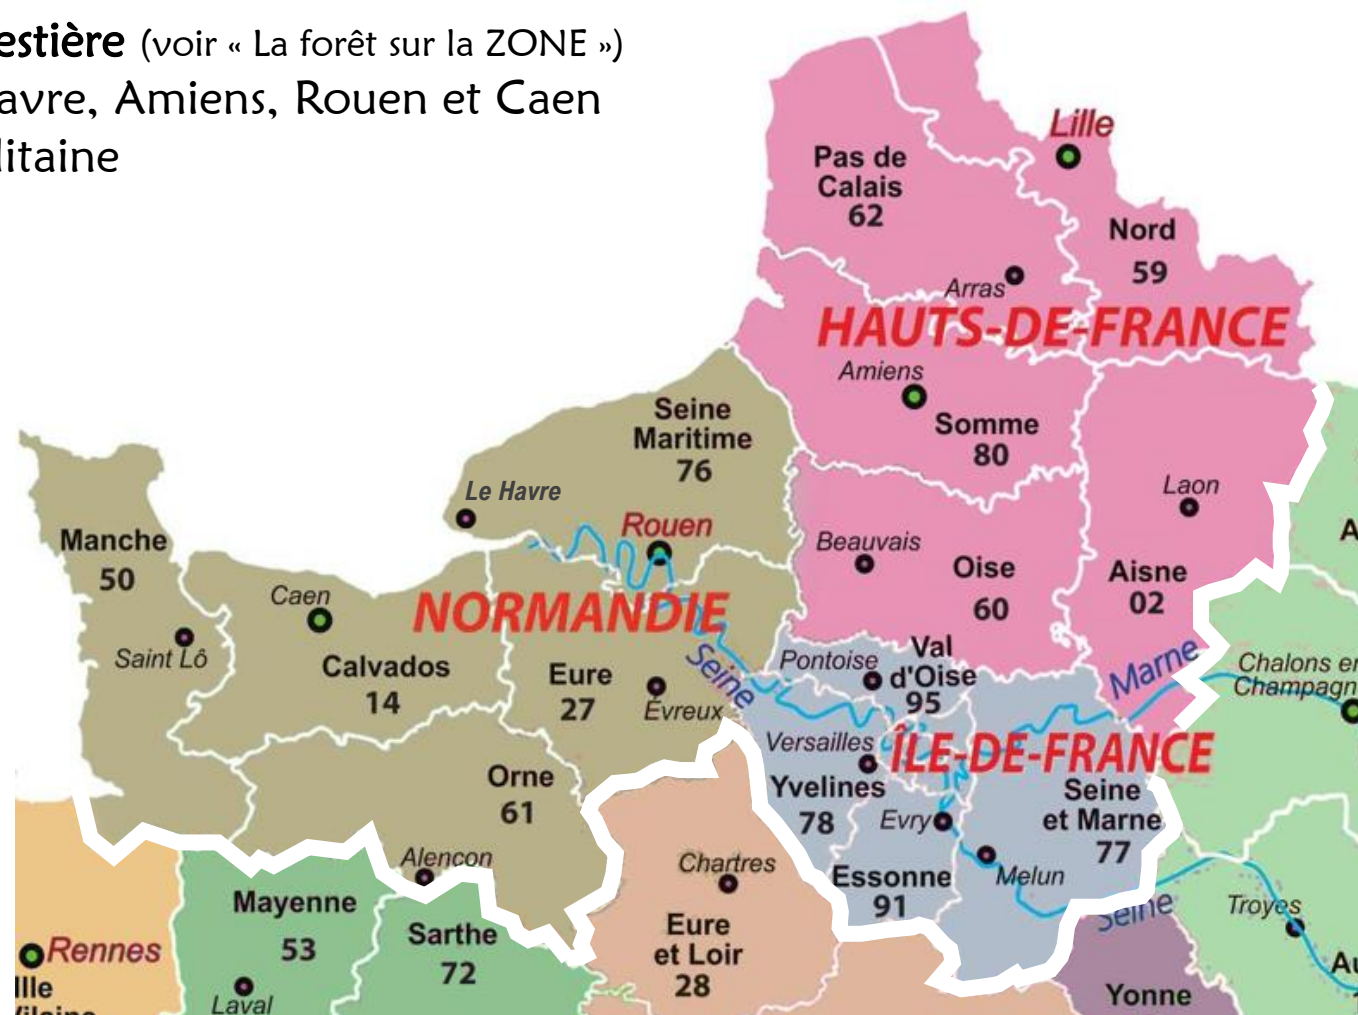 estière (voir « La forêt sur la ZONE »)
avre, Amiens, Rouen et Caen
litaine
Lille
Pas de
Calais
62
Nord
59
Arras
HAUTS-DE-FRANCE
Amiens
Somme
80
Seine
Maritime
76
Le Havre
Rouen
Laon
Manche
50
Beauvais
Oise
60
Aisne
02
Caen
NORMANDIE
Saint Lô
Calvados
14
Eure
27
Evreux
Seine
Pontoise
Val
d'Oise
95
Marne
Chalons en
Champagn
Versailles
ÎLE-DE-FRANCE
Yvelines
78
Evry
Seine
et Marne
77
Orne
61
Alençon
Chartres
Essonne
91
Melun
Mayenne
53
Sarthe
72
Eure
et Loir
28
Seine
Troyes
Rennes
Ille
Vilaine
Laval
Yonne
A
Au